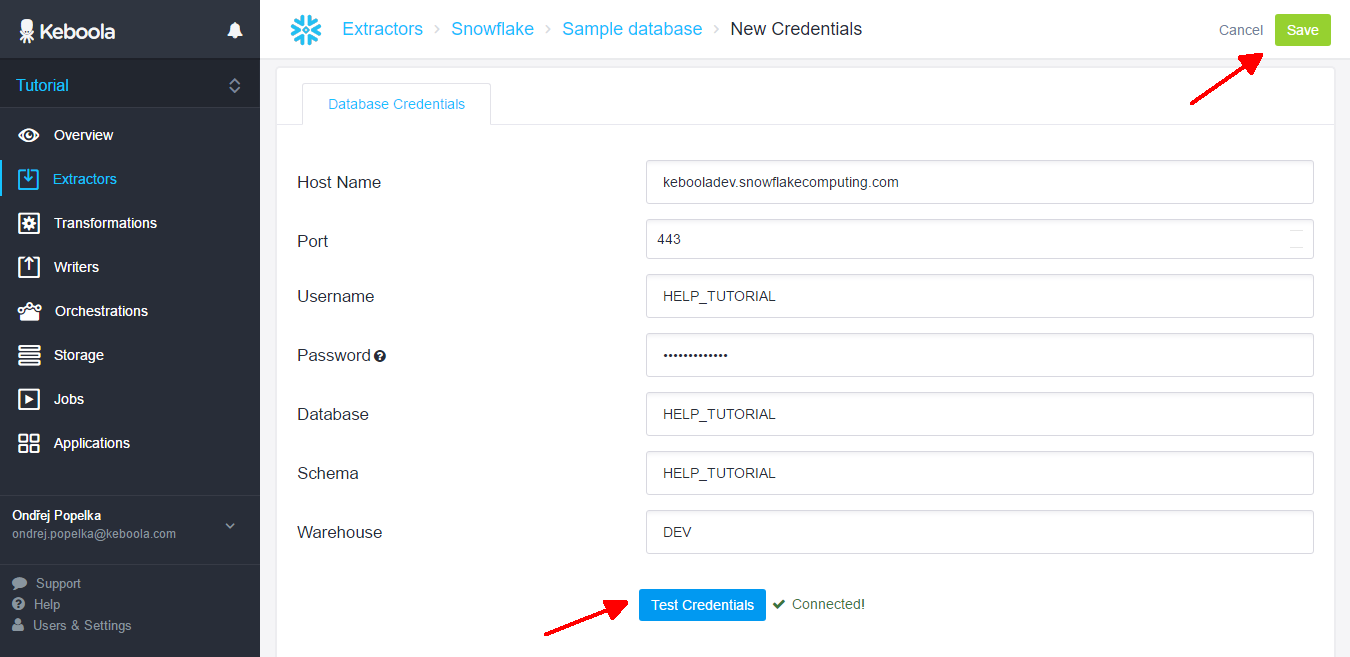 Keboola
Tutorial
Overview
Extractors
Transformations
Writers
Orchestrations
Storage
Jobs
Applications
Ondřej Popelka
ondrej.popelka@keboola.com
Support
Help
Users & Settings
Extractors › Snowflake › Sample database › New Credentials
Cancel Save
Database Credentials
Host Name kebooladev.snowflakecomputing.com
Port 443
Username HELP_TUTORIAL
Password •••••••••••••
Database HELP_TUTORIAL
Schema HELP_TUTORIAL
Warehouse DEV
Test Credentials Connected!